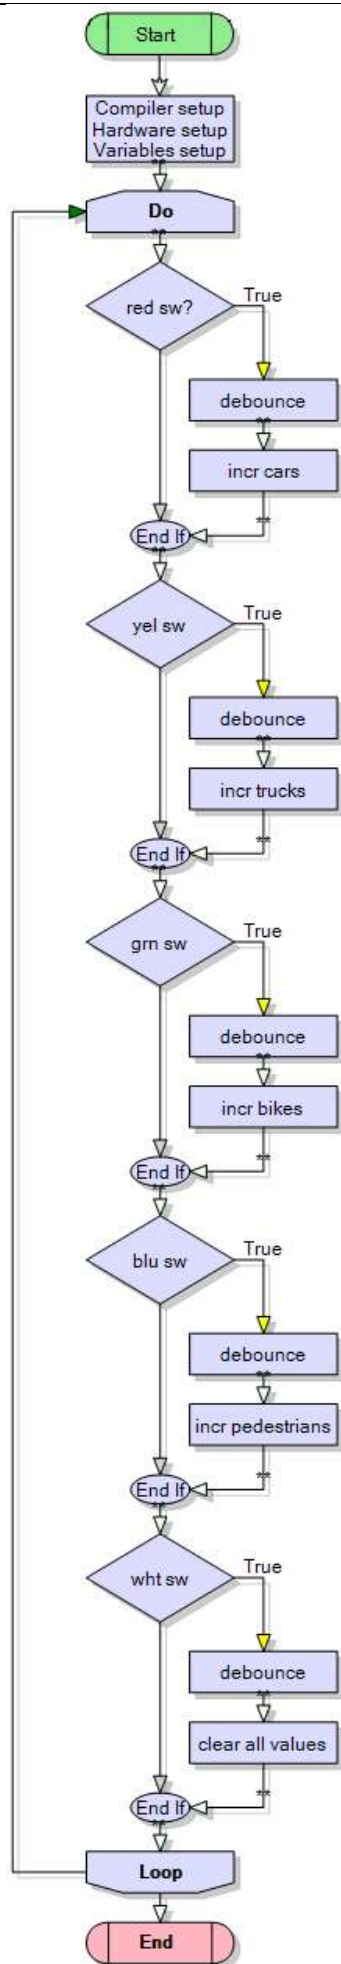 Start
Compiler setup
Hardware setup
Variables setup
Do
red sw?
True
debounce
incr cars
End If
yel sw
True
debounce
incr trucks
End If
grn sw
True
debounce
incr bikes
End If
blu sw
True
debounce
incr pedestrians
End If
wht sw
True
debounce
clear all values
End If
Loop
End